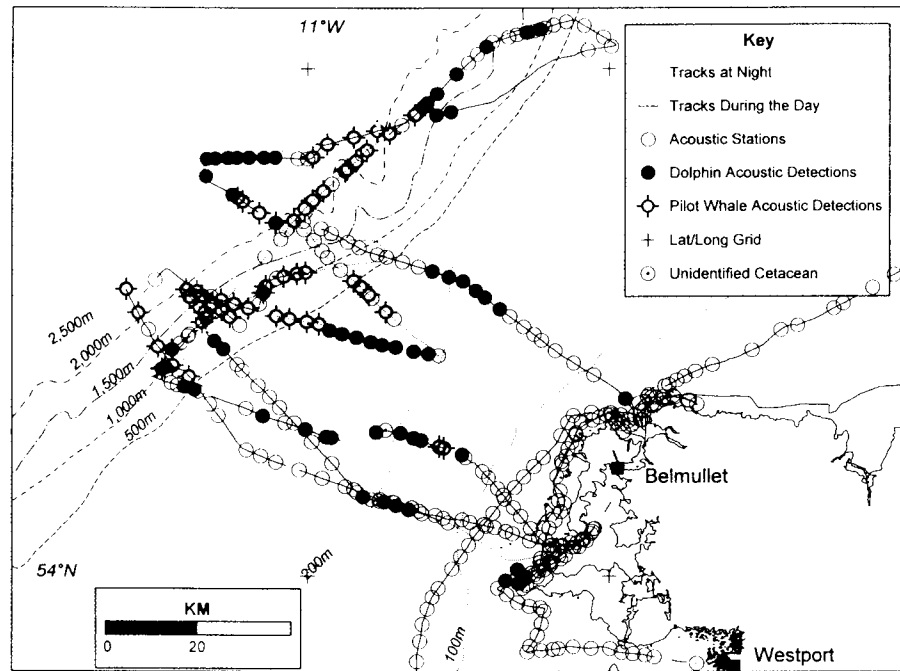 11°W
Key
Tracks at Night
Tracks During the Day
Acoustic Stations
Dolphin Acoustic Detections
Pilot Whale Acoustic Detections
Lat/Long Grid
Unidentified Cetacean
2,500m
2,000m
1,500m
1,000m
500m
Belmullet
54°N
200m
100m
KM
0
20
Westport